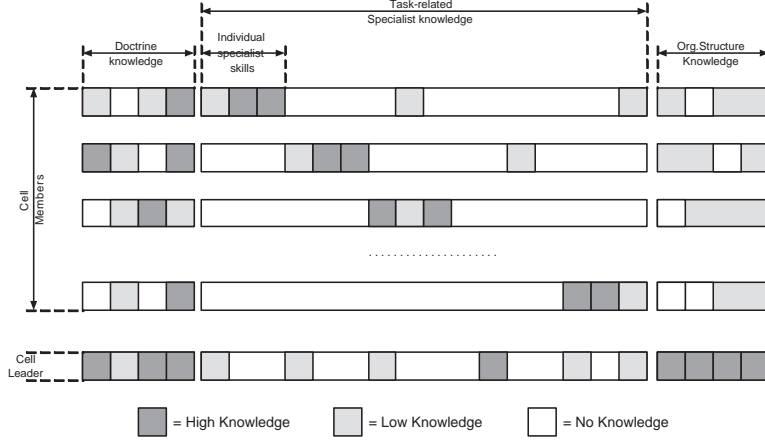 Task-related
Specialist knowledge
Doctrine
knowledge
Individual
specialist
skills
Org.Structure
Knowledge
Cell
Members
....................
Cell
Leader
= High Knowledge
= Low Knowledge
= No Knowledge